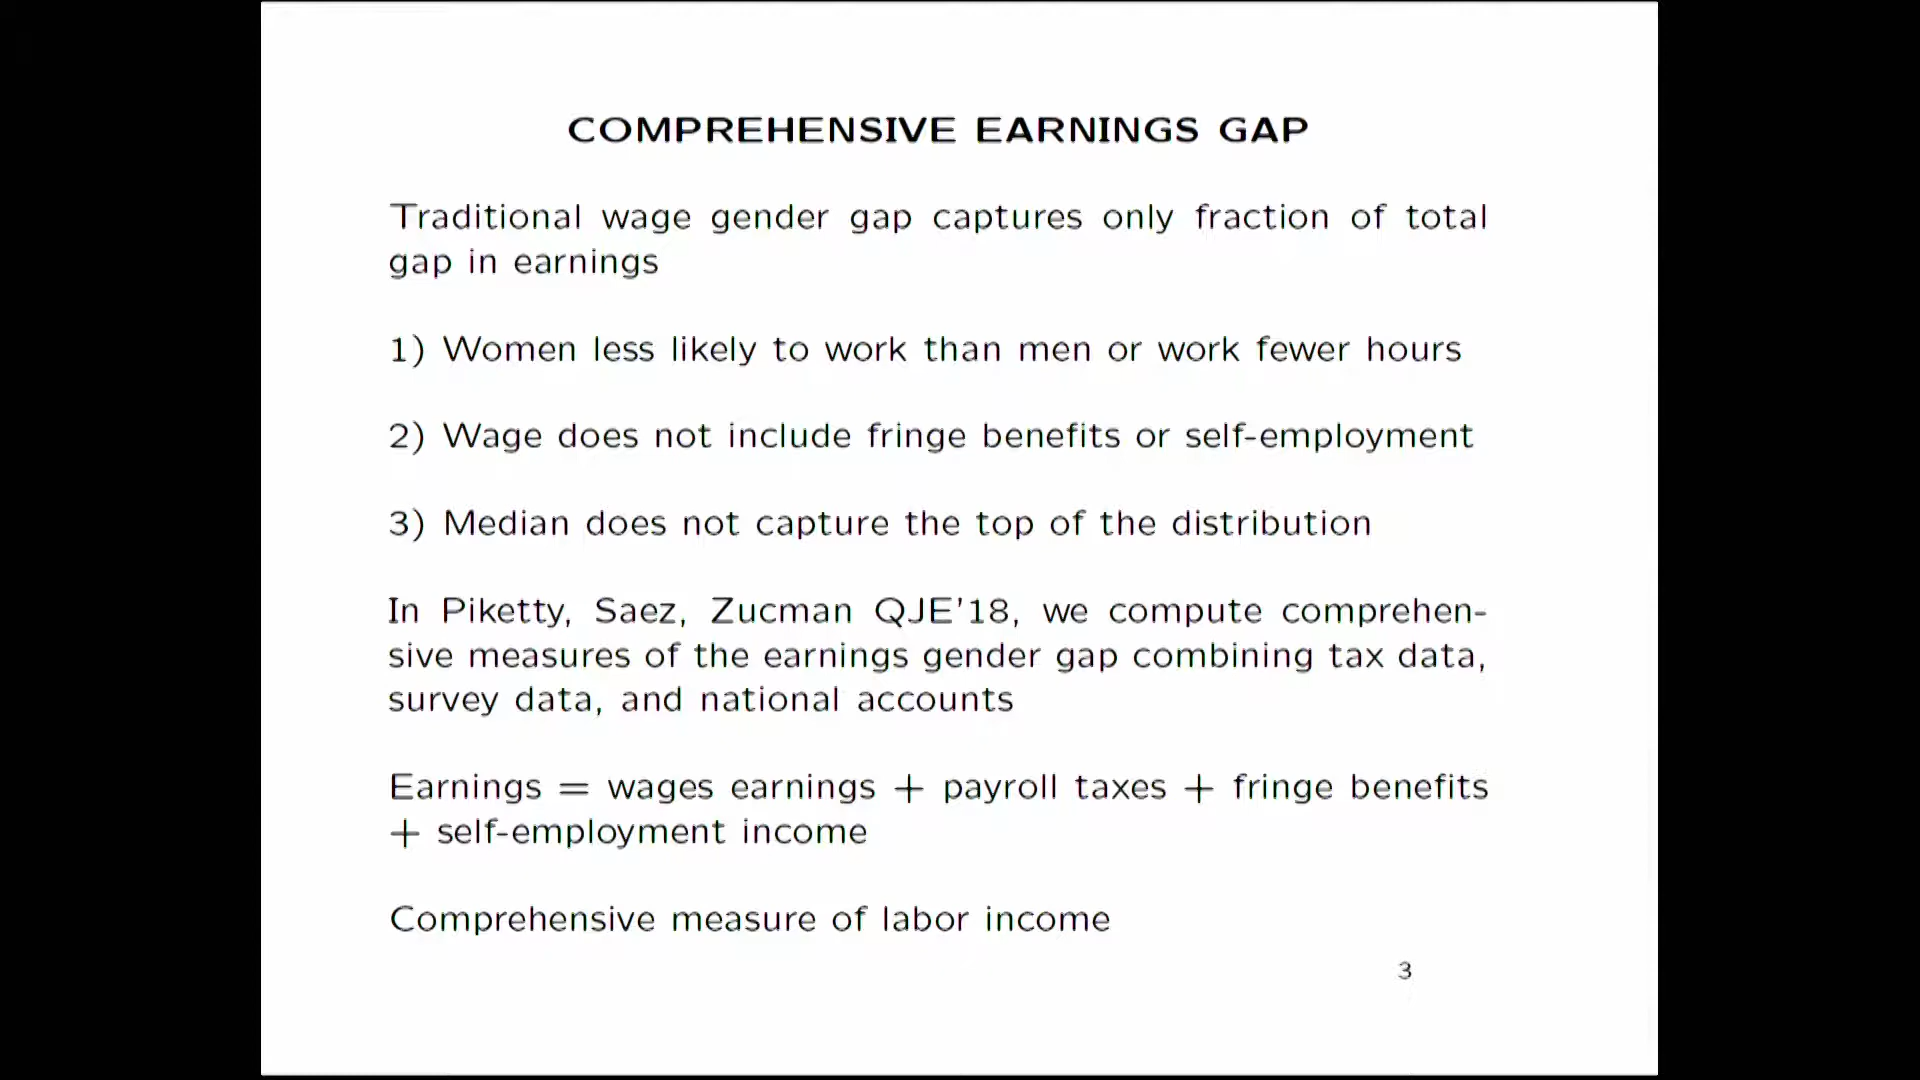 COMPREHENSIVE EARNINGS GAP
Traditional wage gender gap captures only fraction of total
gap in earnings
1) Women less likely to work than men or work fewer hours
2) Wage does not include fringe benefits or self-employment
3) Median does not capture the top of the distribution
In Piketty, Saez, Zucman QJE'18, we compute comprehen-
sive measures of the earnings gender gap combining tax data,
survey data, and national accounts
Earnings = wages earnings + payroll taxes + fringe benefits
+ self-employment income
Comprehensive measure of labor income
3